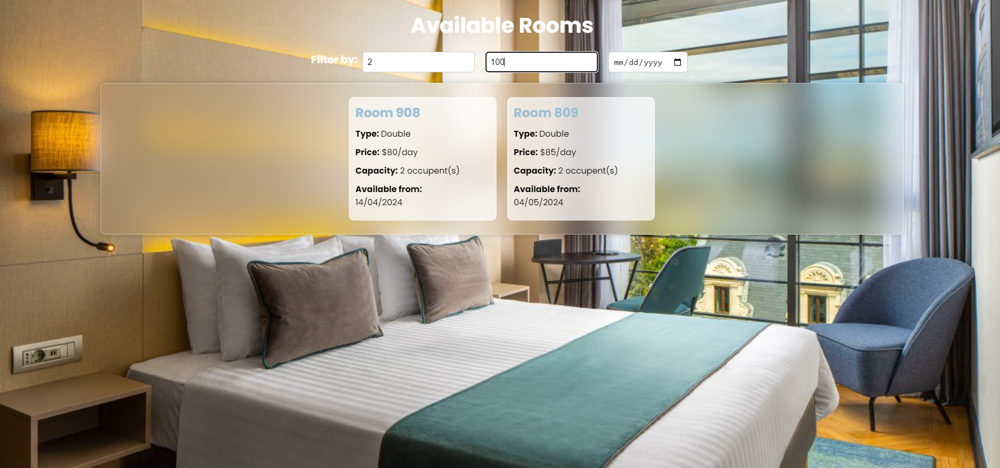 Available Rooms
Filter by: 2 100 mm/dd/yyyy
Room 908
Type: Double
Price: $80/day
Capacity: 2 occupent(s)
Available from:
14/04/2024
Room 809
Type: Double
Price: $85/day
Capacity: 2 occupent(s)
Available from:
04/05/2024